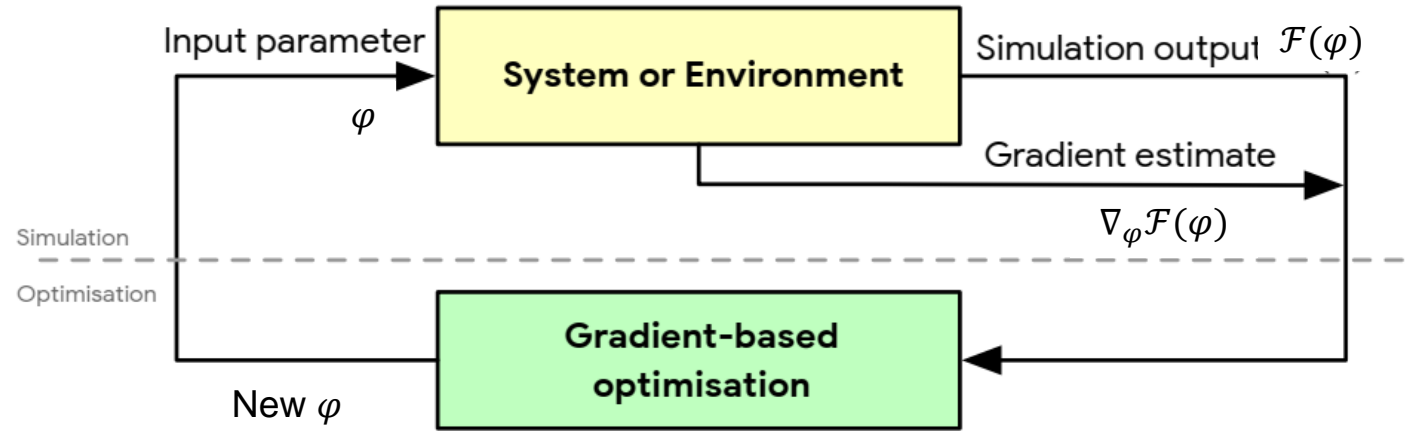 Input parameter
φ
System or Environment
Simulation output ℱ(φ)
Gradient estimate
∇φℱ(φ)
Simulation
Optimisation
Gradient-based
optimisation
New φ